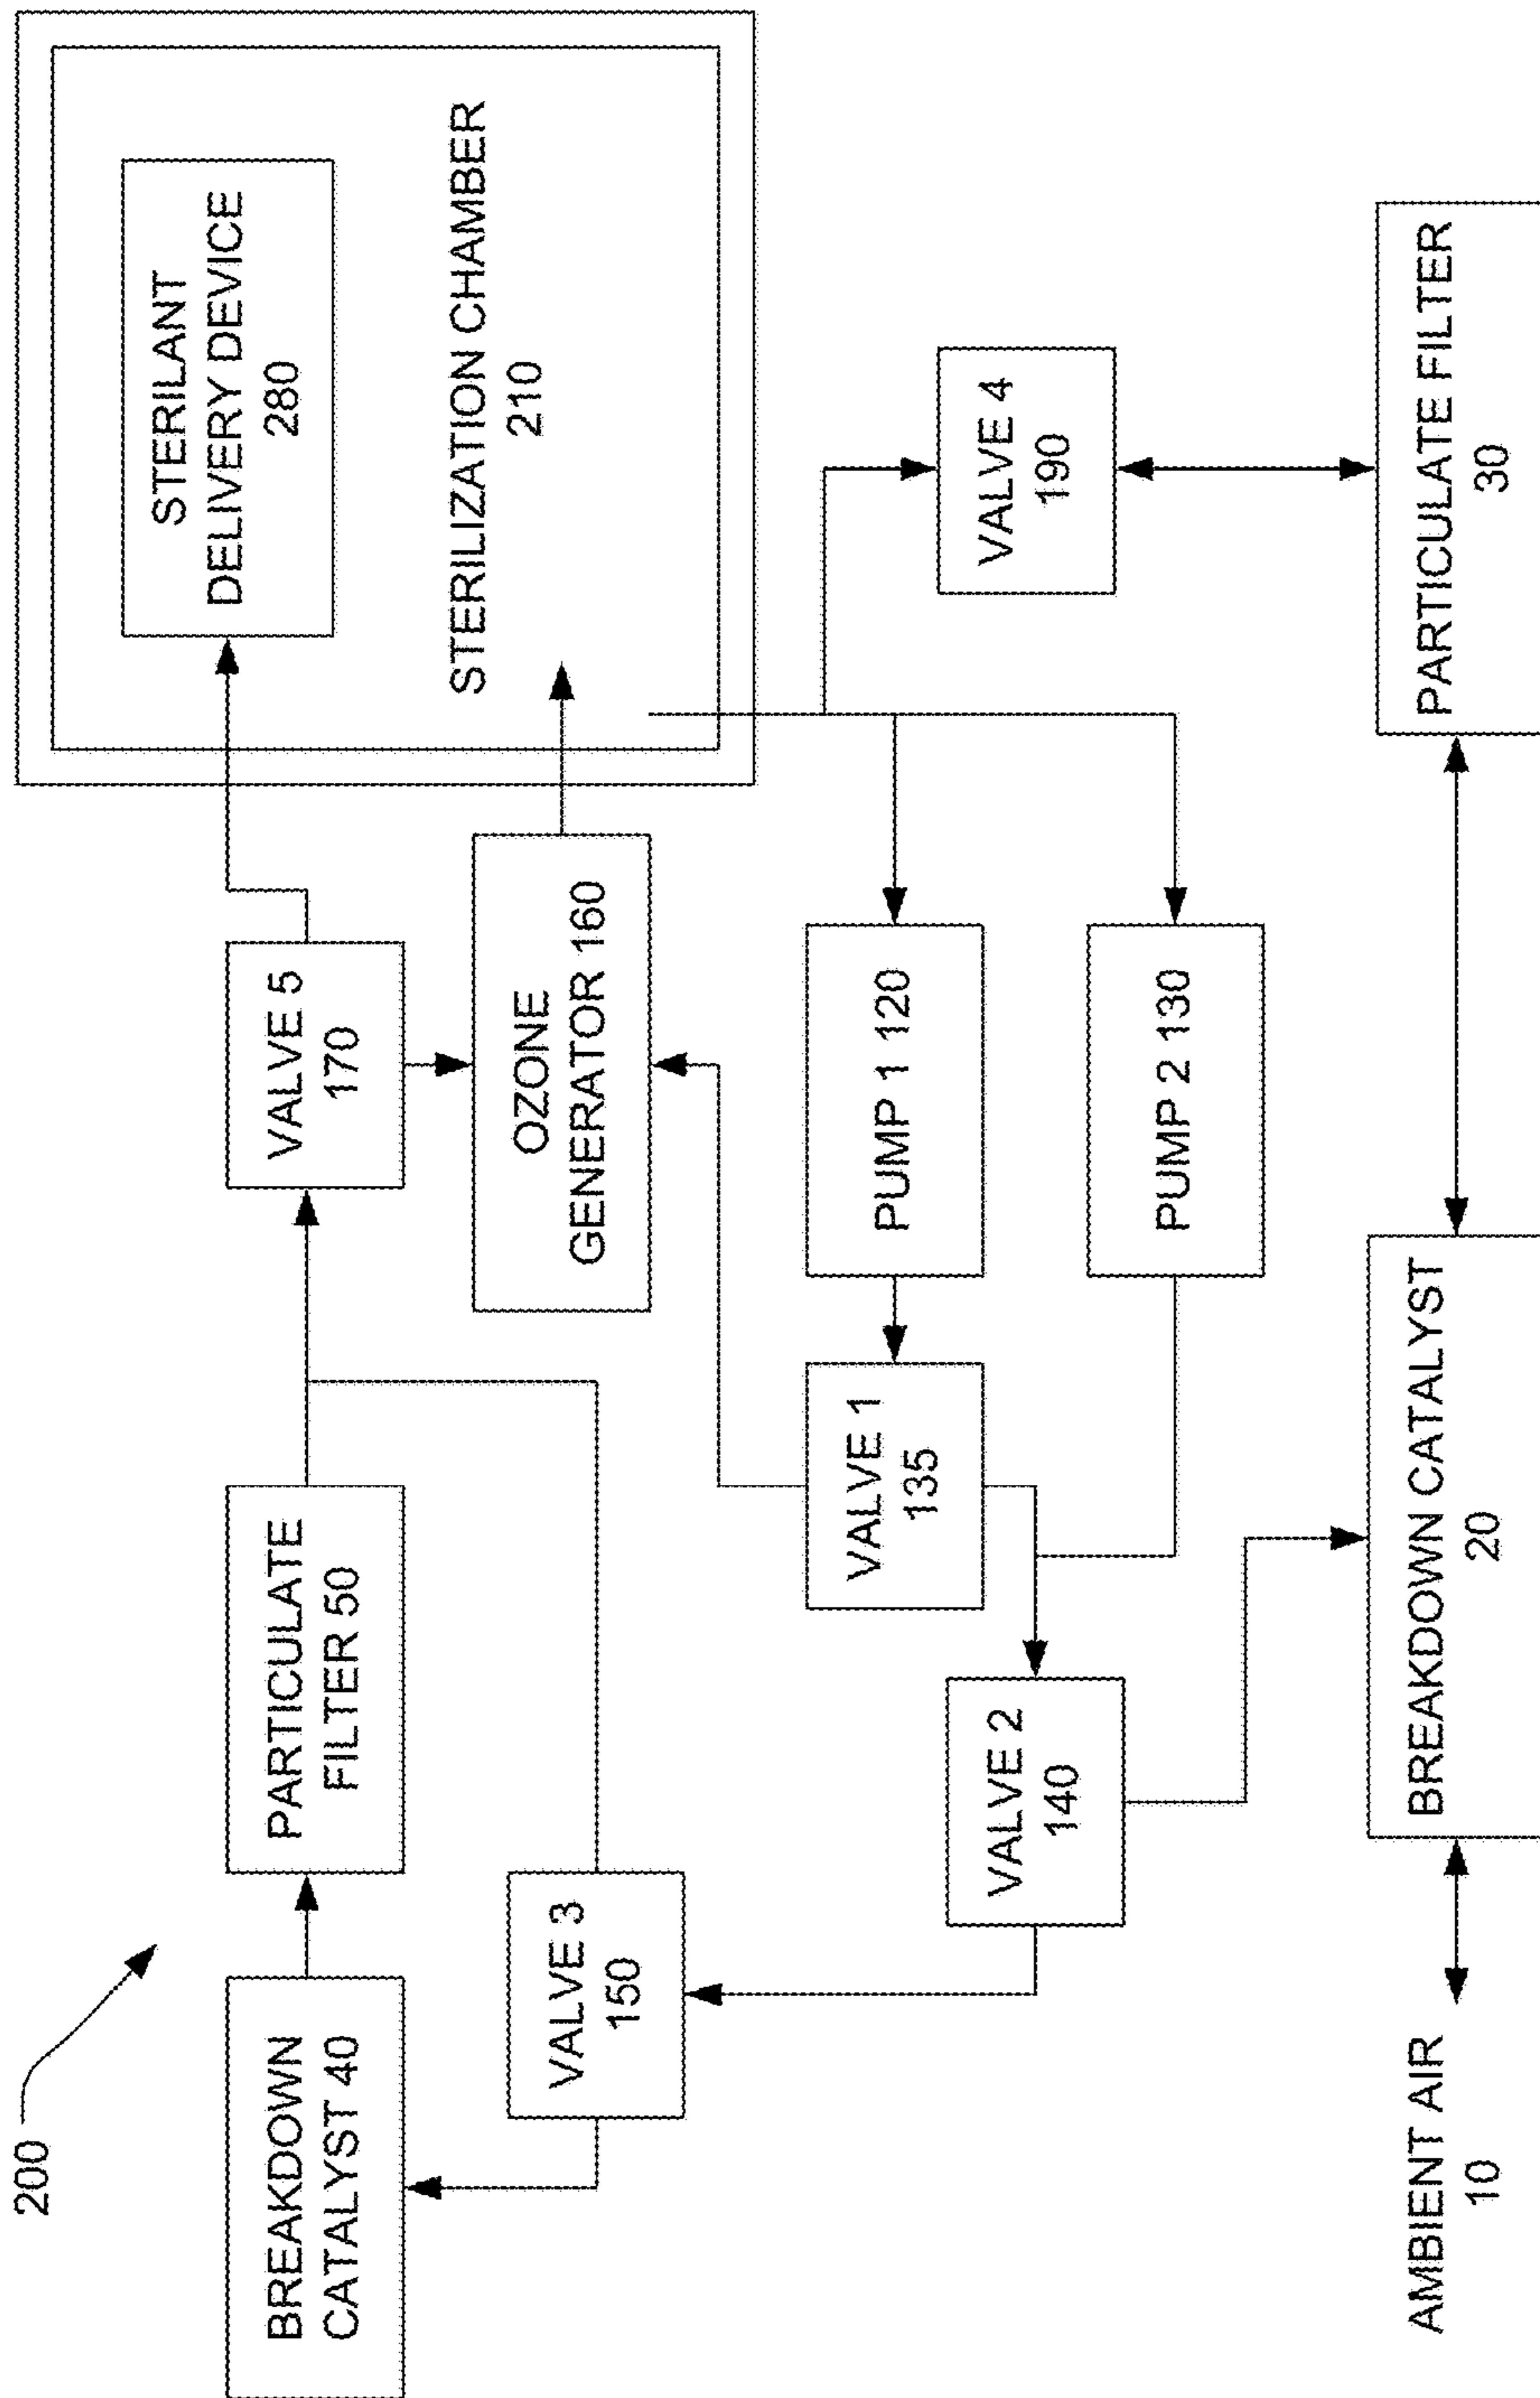 200
BREAKDOWN
CATALYST 40
PARTICULATE
FILTER 50
VALVE 5
170
STERILANT
DELIVERY DEVICE
280
STERILIZATION CHAMBER
210
OZONE
GENERATOR 160
VALVE 3
150
VALVE 1
135
PUMP 1 120
VALVE 2
140
PUMP 2 130
VALVE 4
190
AMBIENT AIR
10
BREAKDOWN CATALYST
20
PARTICULATE FILTER
30